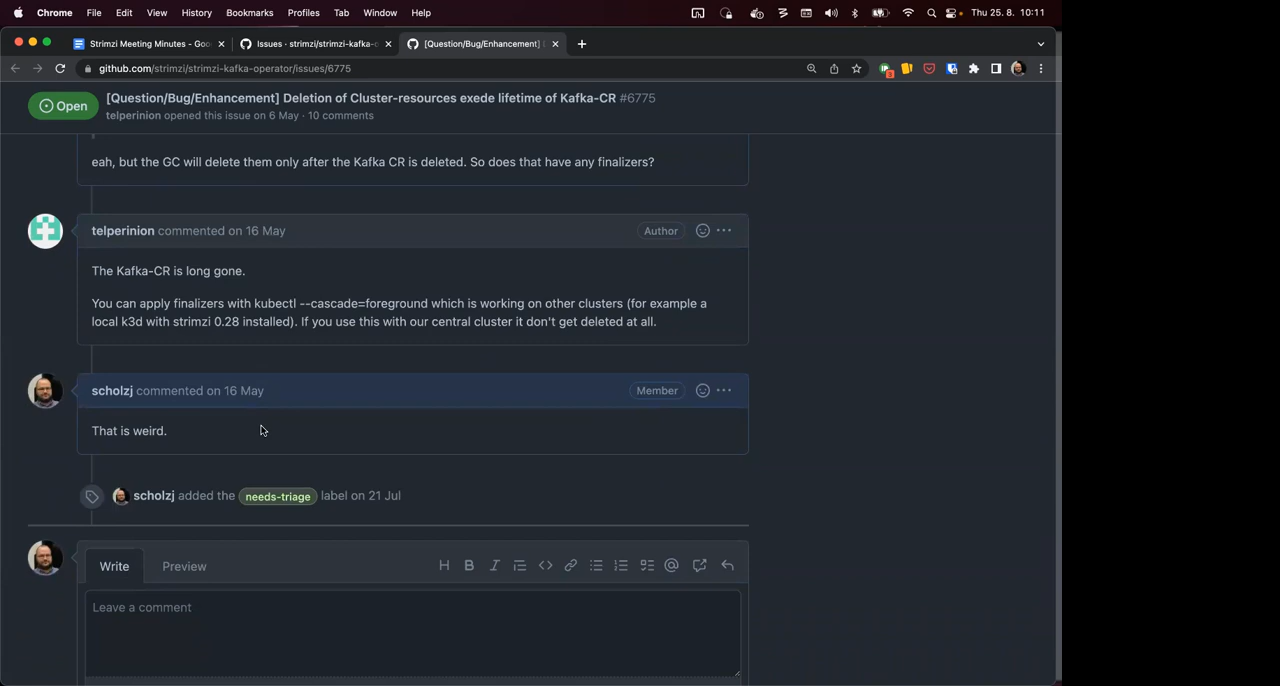 Chrome File Edit View History Bookmarks Profiles Tab Window Help Thu 25. 8. 10:11
Strimzi Meeting Minutes - Goo
Issues · strimzi/strimzi-kafka-o
[Question/Bug/Enhancement] D
github.com/strimzi/strimzi-kafka-operator/issues/6775
3
Open
[Question/Bug/Enhancement] Deletion of Cluster-resources exede lifetime of Kafka-CR #6775
telperinion opened this issue on 6 May · 10 comments
eah, but the GC will delete them only after the Kafka CR is deleted. So does that have any finalizers?
telperinion commented on 16 May Author
The Kafka-CR is long gone.
You can apply finalizers with kubectl --cascade=foreground which is working on other clusters (for example a
local k3d with strimzi 0.28 installed). If you use this with our central cluster it don't get deleted at all.
scholzj commented on 16 May Member
That is weird.
scholzj added the needs-triage label on 21 Jul
Write Preview
Leave a comment